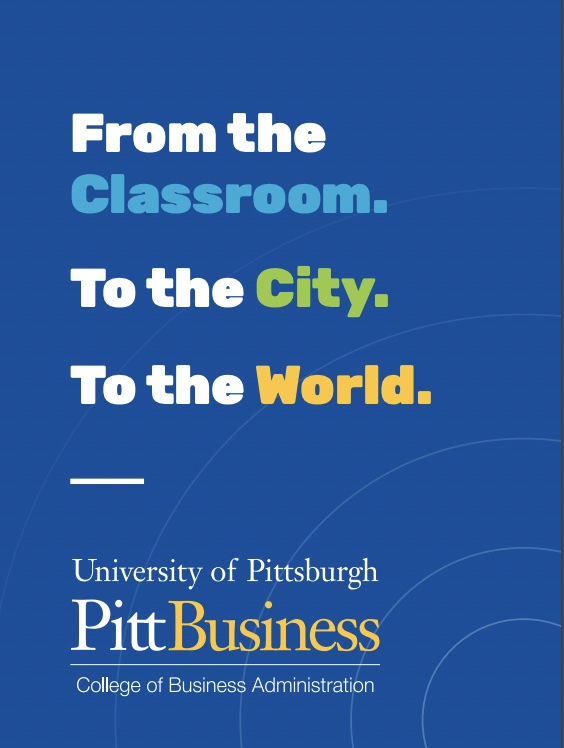 From the
Classroom.
To the City.
To the World.
University of Pittsburgh
PittBusiness
College of Business Administration